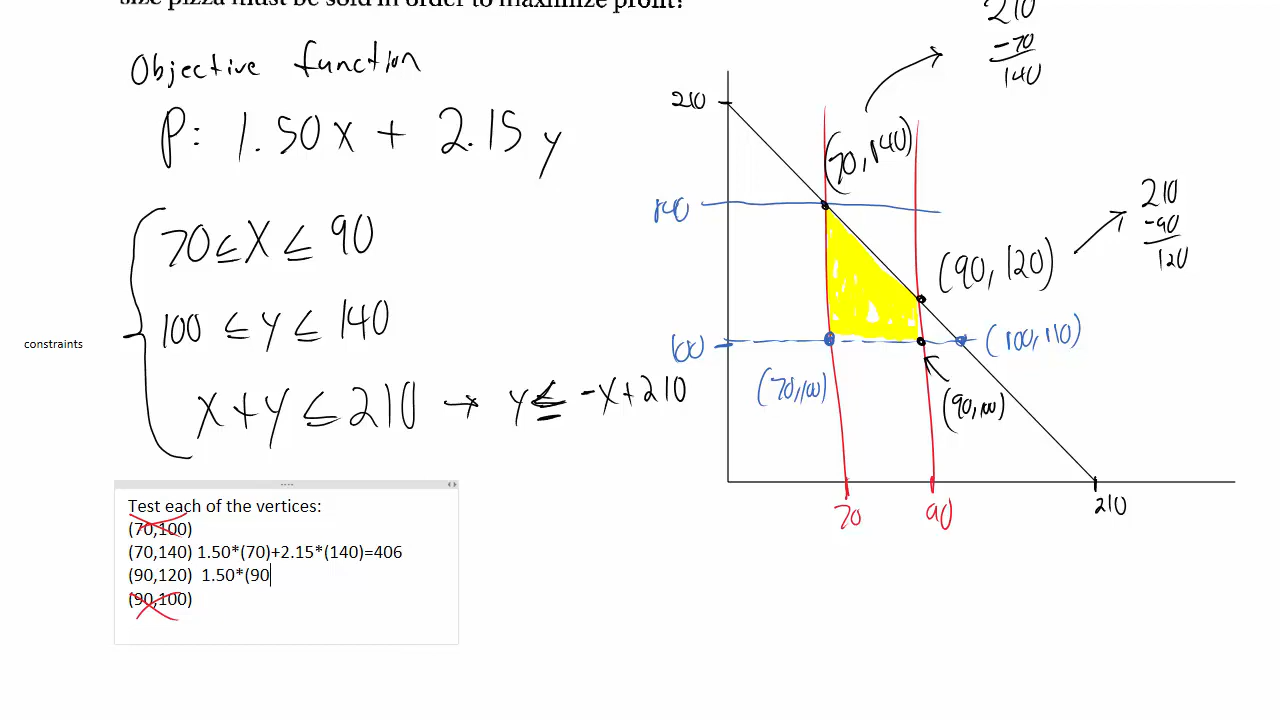 size pizza must be sold in order to maximize profit?
Objective function
P: 1.50x + 2.15y
70 ≤ x ≤ 90
100 ≤ y ≤ 140
constraints
x + y ≤ 210 → y ≤ -x + 210
Test each of the vertices:
(70,100)
(70,140) 1.50*(70)+2.15*(140)=406
(90,120) 1.50*(90
(90,100)
210
-70
140
210
(70,140)
140
210
-90
120
(90,120)
100
(100,110)
(70,100)
(90,100)
70
90
210